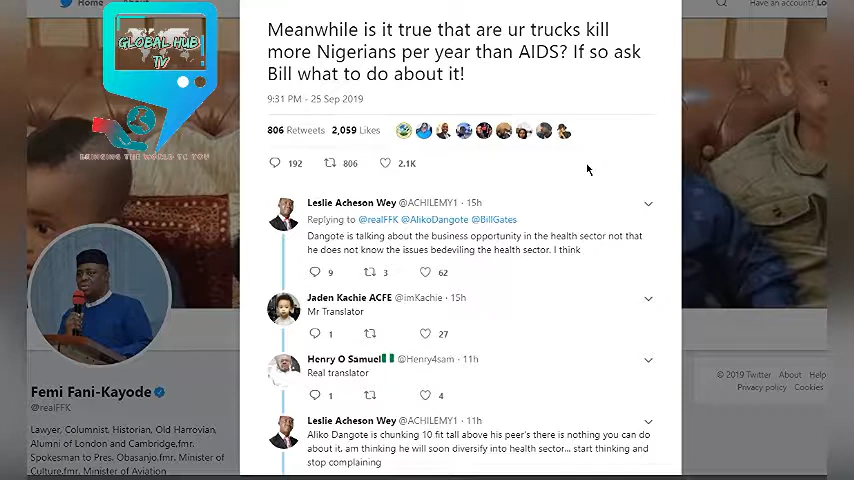 Home
Have an account?
GLOBAL HUB
TV
BRINGING THE WORLD TO YOU
Meanwhile is it true that are ur trucks kill
more Nigerians per year than AIDS? If so ask
Bill what to do about it!
9:31 PM - 25 Sep 2019
806 Retweets 2,059 Likes
192 806 2.1K
Leslie Acheson Wey @ACHILEMY1 · 15h
Replying to @realFFK @AlikoDangote @BillGates
Dangote is talking about the business opportunity in the health sector not that
he does not know the issues bedeviling the health sector. I think
9 3 62
Jaden Kachie ACFE @imKachie · 15h
Mr Translator
1 27
Henry O Samuel @Henry4sam · 11h
Real translator
1 4
Leslie Acheson Wey @ACHILEMY1 · 11h
Aliko Dangote is chunking 10 fit tall above his peer's there is nothing you can do
about it. am thinking he will soon diversify into health sector... start thinking and
stop complaining
Femi Fani-Kayode
@realFFK
Lawyer, Columnist, Historian, Old Harrovian,
Alumni of London and Cambridge,fmr.
Spokesman to Pres. Obasanjo,fmr. Minister of
Culture,fmr. Minister of Aviation
© 2019 Twitter About Help
Privacy policy Cookies